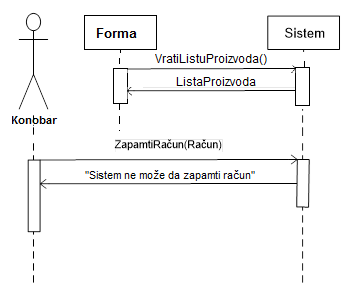 Forma
Sistem
VratiListuProizvoda()
ListaProizvoda
Konobar
ZapamtiRačun(Račun)
"Sistem ne može da zapamti račun"